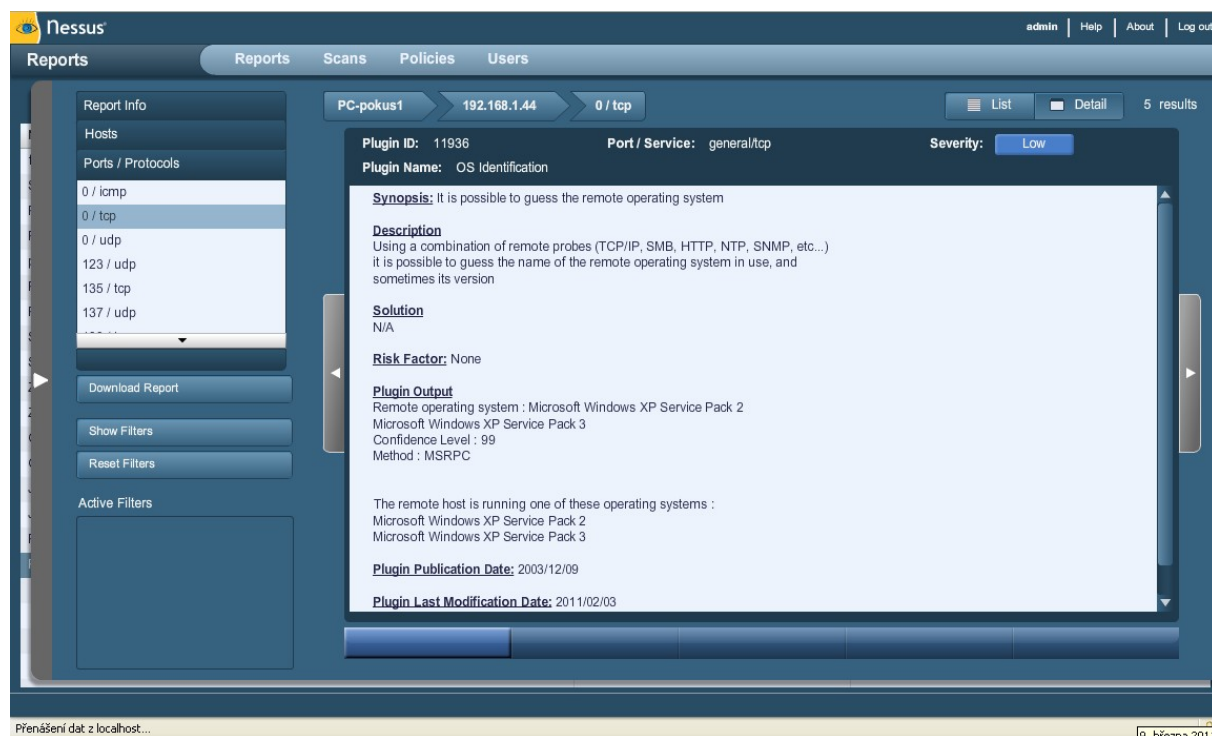 Nessus
admin | Help | About | Log out
Reports
Reports Scans Policies Users
Report Info
Hosts
Ports / Protocols
0 / icmp
0 / tcp
0 / udp
123 / udp
135 / tcp
137 / udp
Download Report
Show Filters
Reset Filters
Active Filters
PC-pokus1 192.168.1.44 0 / tcp
List Detail 5 results
Plugin ID: 11936 Port / Service: general/tcp Severity: Low
Plugin Name: OS Identification
Synopsis: It is possible to guess the remote operating system
Description
Using a combination of remote probes (TCP/IP, SMB, HTTP, NTP, SNMP, etc...)
it is possible to guess the name of the remote operating system in use, and
sometimes its version
Solution
N/A
Risk Factor: None
Plugin Output
Remote operating system : Microsoft Windows XP Service Pack 2
Microsoft Windows XP Service Pack 3
Confidence Level : 99
Method : MSRPC
The remote host is running one of these operating systems :
Microsoft Windows XP Service Pack 2
Microsoft Windows XP Service Pack 3
Plugin Publication Date: 2003/12/09
Plugin Last Modification Date: 2011/02/03
Přenášení dat z localhost...
9. března 201